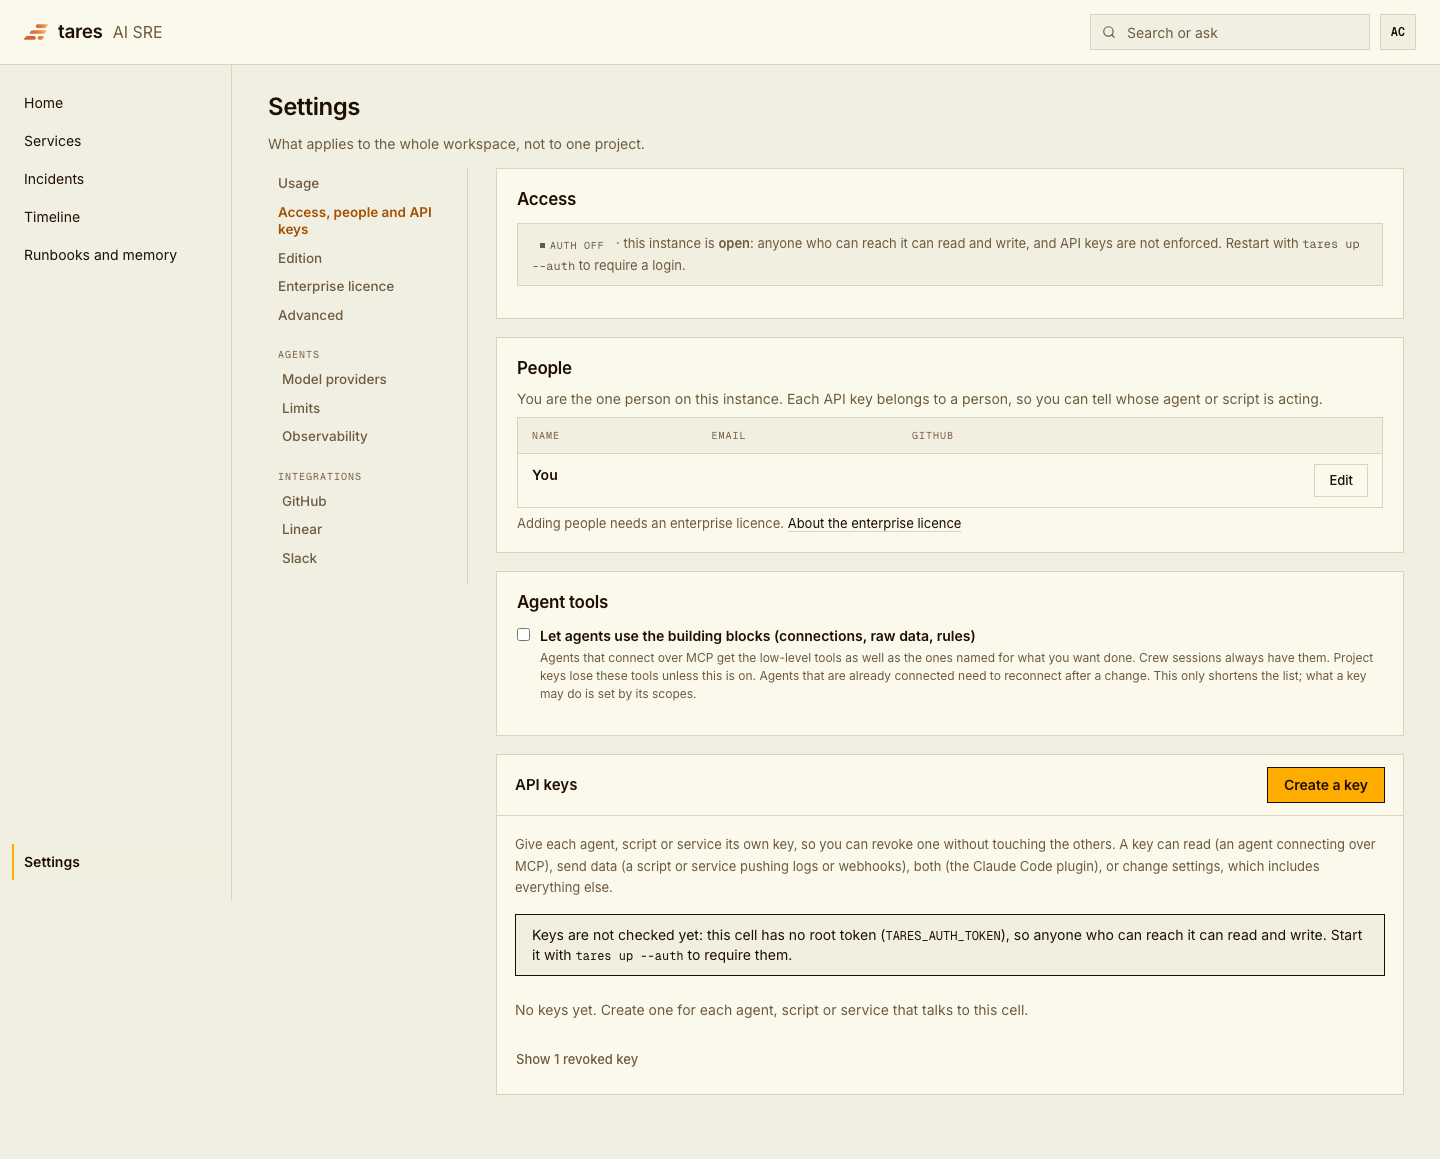 tares AI SRE
Search or ask
AC
Home
Services
Incidents
Timeline
Runbooks and memory
Settings
Settings
What applies to the whole workspace, not to one project.
Usage
Access, people and API
keys
Edition
Enterprise licence
Advanced
AGENTS
Model providers
Limits
Observability
INTEGRATIONS
GitHub
Linear
Slack
Access
AUTH OFF · this instance is open: anyone who can reach it can read and write, and API keys are not enforced. Restart with tares up
--auth to require a login.
People
You are the one person on this instance. Each API key belongs to a person, so you can tell whose agent or script is acting.
NAME EMAIL GITHUB
You Edit
Adding people needs an enterprise licence. About the enterprise licence
Agent tools
Let agents use the building blocks (connections, raw data, rules)
Agents that connect over MCP get the low-level tools as well as the ones named for what you want done. Crew sessions always have them. Project
keys lose these tools unless this is on. Agents that are already connected need to reconnect after a change. This only shortens the list; what a key
may do is set by its scopes.
API keys
Create a key
Give each agent, script or service its own key, so you can revoke one without touching the others. A key can read (an agent connecting over
MCP), send data (a script or service pushing logs or webhooks), both (the Claude Code plugin), or change settings, which includes
everything else.
Keys are not checked yet: this cell has no root token (TARES_AUTH_TOKEN), so anyone who can reach it can read and write. Start
it with tares up --auth to require them.
No keys yet. Create one for each agent, script or service that talks to this cell.
Show 1 revoked key